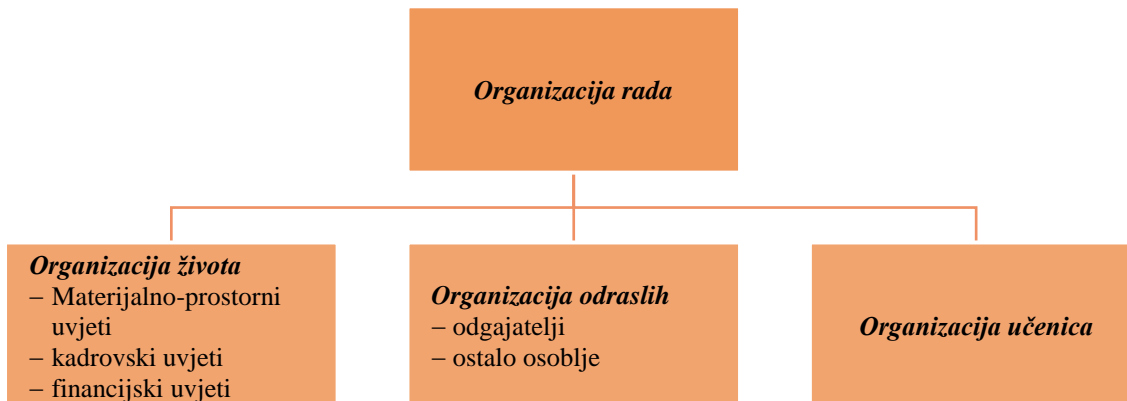 Organizacija rada
Organizacija života
– Materijalno-prostorni
uvjeti
– kadrovski uvjeti
– financijski uvjeti
Organizacija odraslih
– odgajatelji
– ostalo osoblje
Organizacija učenica